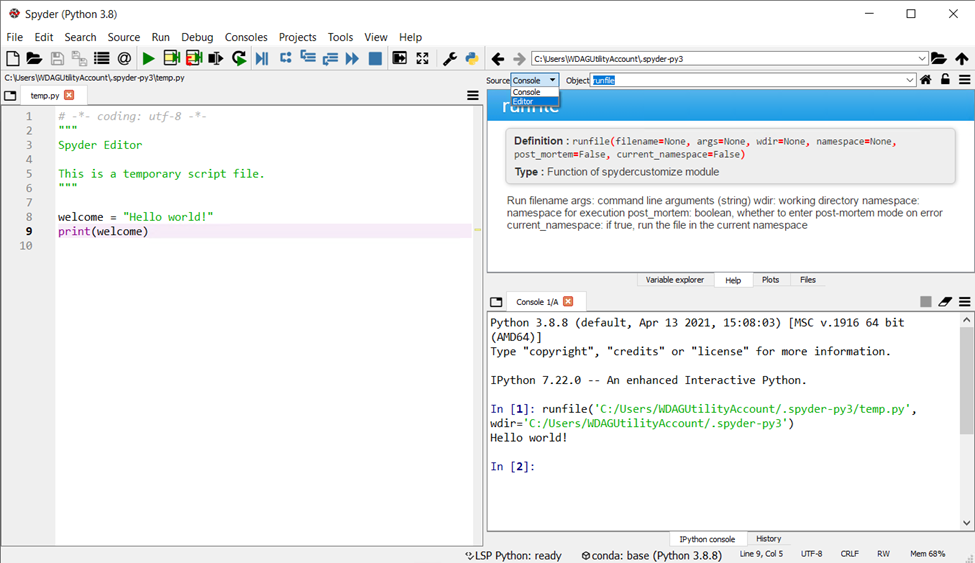 Spyder (Python 3.8)
File Edit Search Source Run Debug Consoles Projects Tools View Help
C:\Users\WDAGUtilityAccount\.spyder-py3
C:\Users\WDAGUtilityAccount\.spyder-py3\temp.py
temp.py
1 # -*- coding: utf-8 -*-
2 """
3 Spyder Editor
4
5 This is a temporary script file.
6 """
7
8 welcome = "Hello world!"
9 print(welcome)
10
Source Console Object runfile
Console
Editor
runfile
Definition : runfile(filename=None, args=None, wdir=None, namespace=None,
post_mortem=False, current_namespace=False)
Type : Function of spydercustomize module
Run filename args: command line arguments (string) wdir: working directory namespace:
namespace for execution post_mortem: boolean, whether to enter post-mortem mode on error
current_namespace: if true, run the file in the current namespace
Variable explorer Help Plots Files
Console 1/A
Python 3.8.8 (default, Apr 13 2021, 15:08:03) [MSC v.1916 64 bit
(AMD64)]
Type "copyright", "credits" or "license" for more information.
IPython 7.22.0 -- An enhanced Interactive Python.
In [1]: runfile('C:/Users/WDAGUtilityAccount/.spyder-py3/temp.py',
wdir='C:/Users/WDAGUtilityAccount/.spyder-py3')
Hello world!
In [2]:
IPython console History
LSP Python: ready conda: base (Python 3.8.8) Line 9, Col 5 UTF-8 CRLF RW Mem 68%